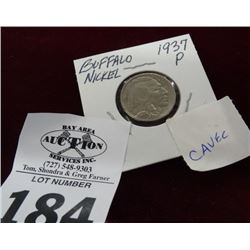 BUFFALO
NICKEL
1937
P
BAY AREA
AUCTION
SERVICES INC.
(727) 548-9303
Tom, Shondra & Greg Farner
LOT NUMBER
184
CAVEC